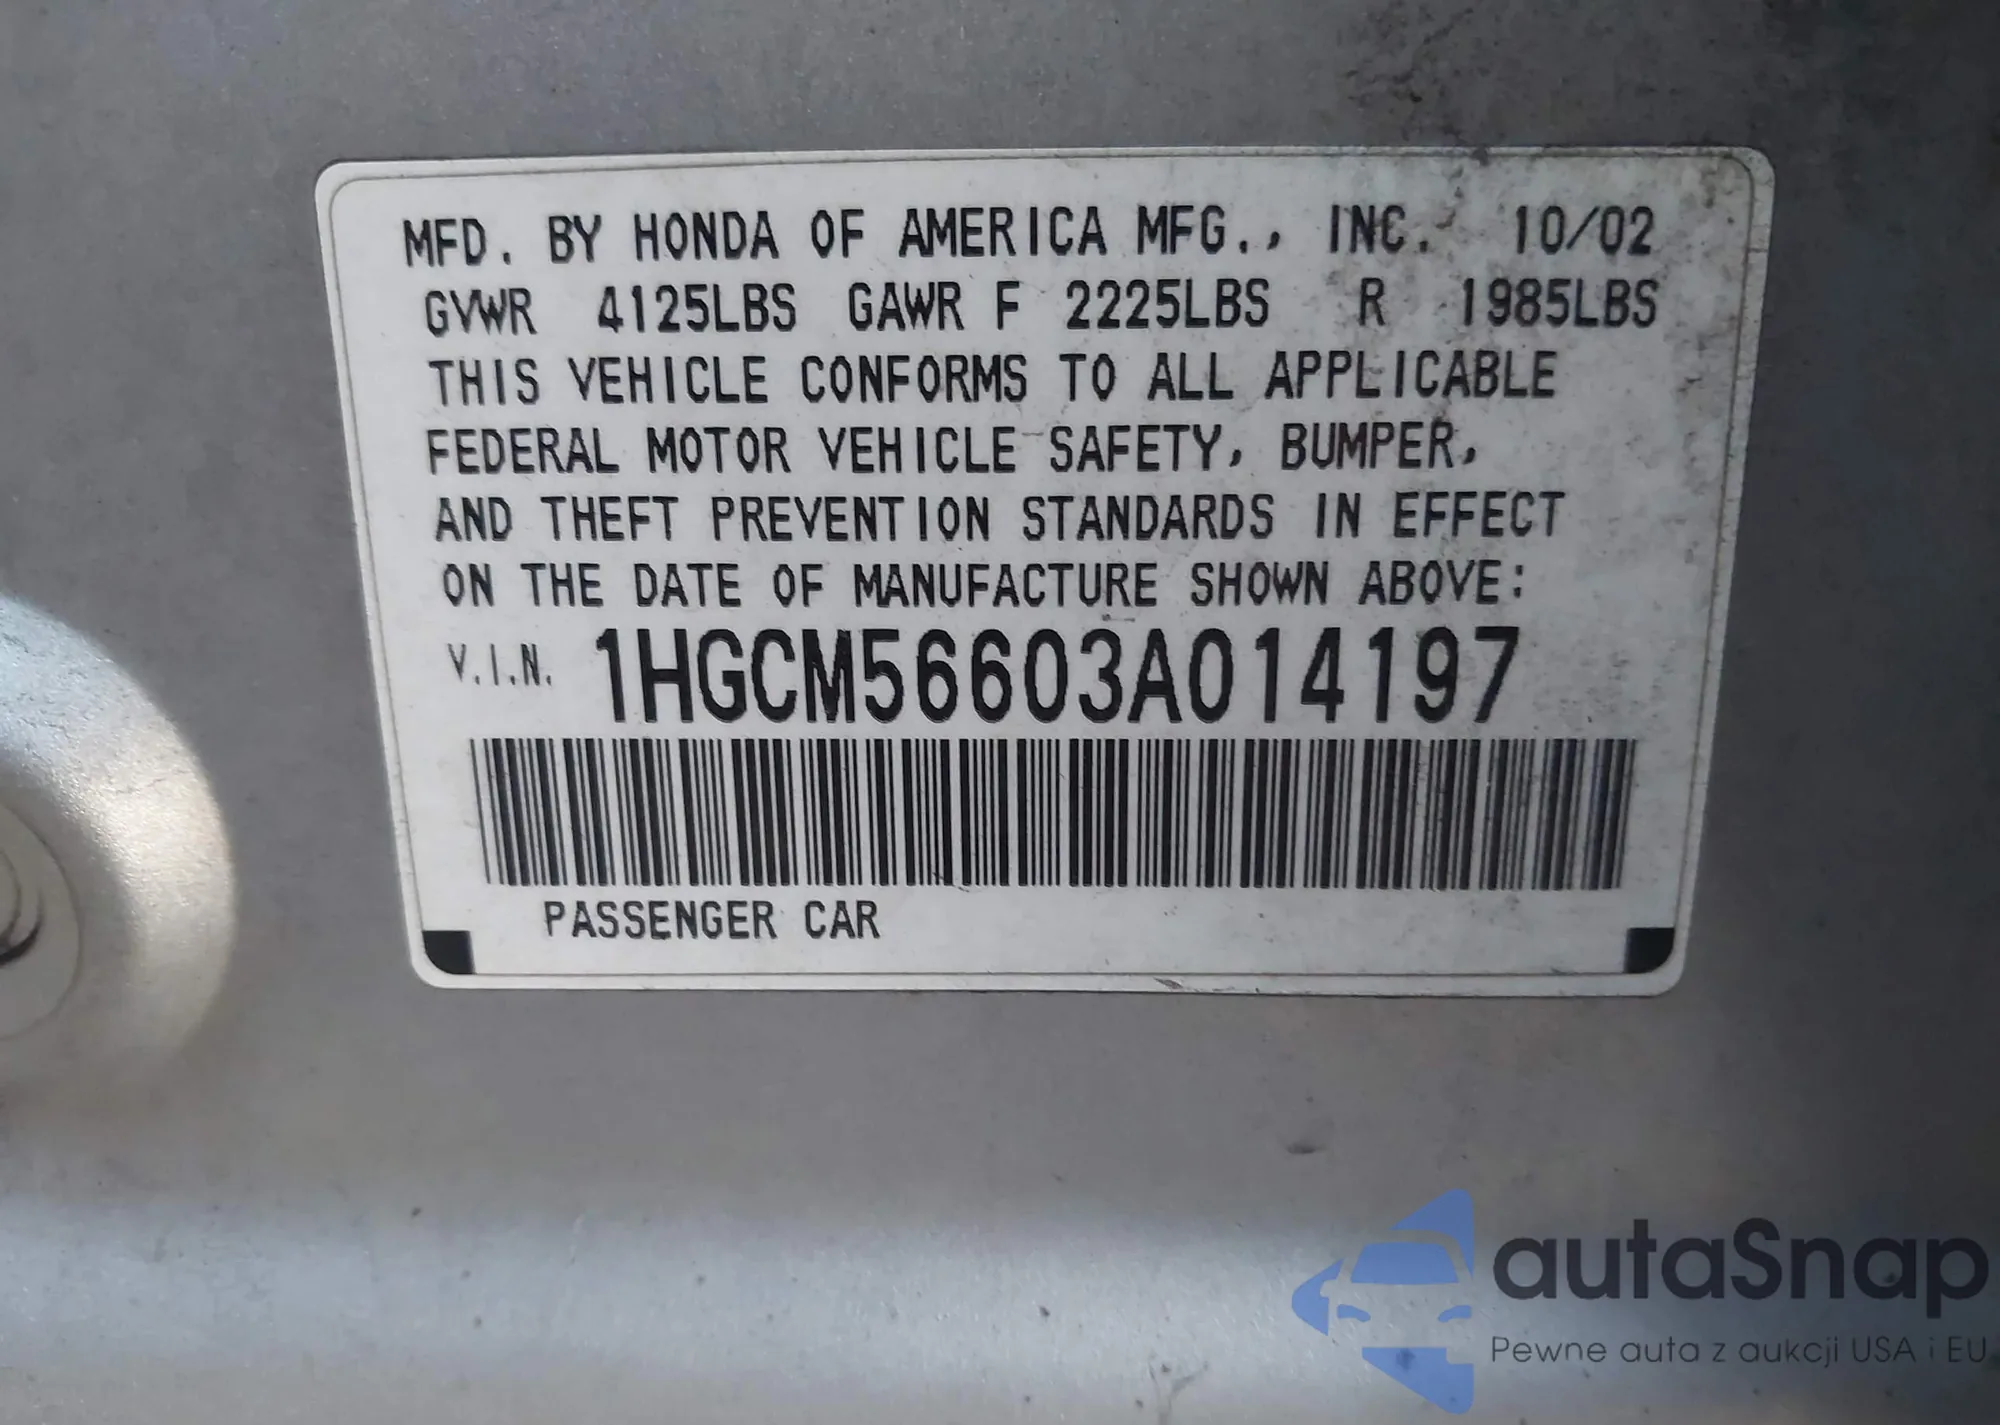 MFD. BY HONDA OF AMERICA MFG., INC. 10/02
GVWR 4125LBS GAWR F 2225LBS R 1985LBS
THIS VEHICLE CONFORMS TO ALL APPLICABLE
FEDERAL MOTOR VEHICLE SAFETY, BUMPER,
AND THEFT PREVENTION STANDARDS IN EFFECT
ON THE DATE OF MANUFACTURE SHOWN ABOVE:
V.I.N. 1HGCM56603A014197
PASSENGER CAR
autaSnap
Pewne auta z aukcji USA i EU